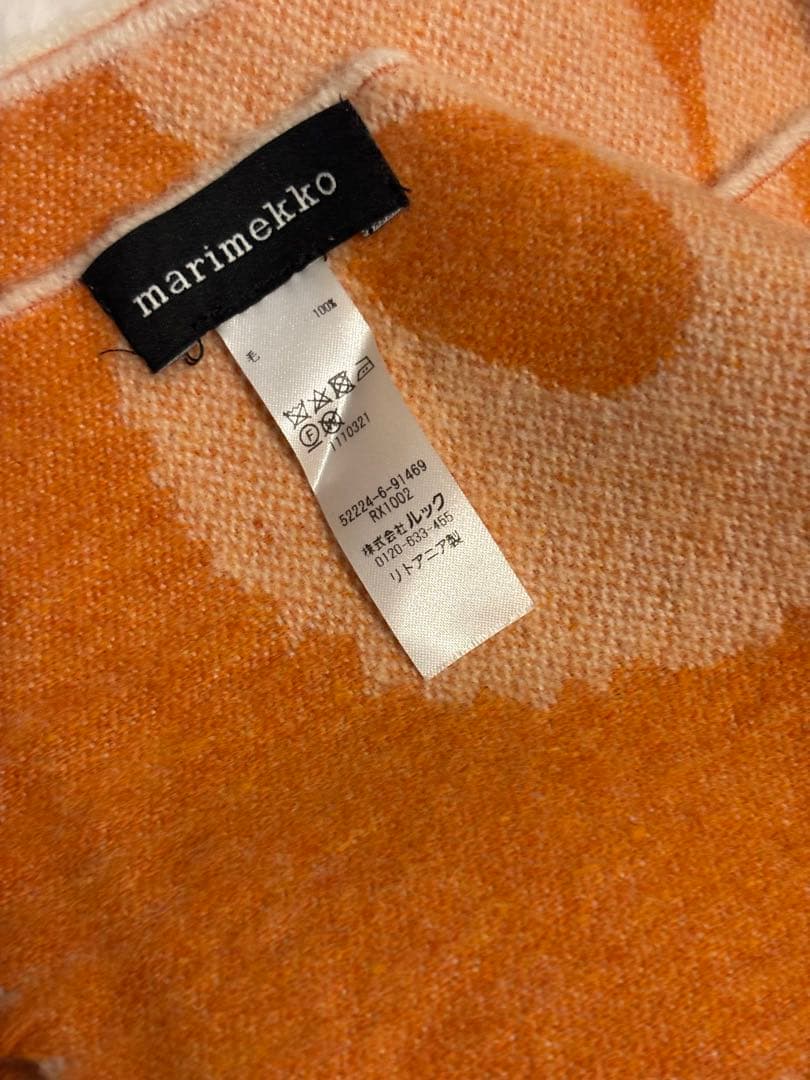 marimekko
毛 100%
F
1110321
52224-6-91469
RX1002
株式会社ルック
0120-633-465
リトアニア製